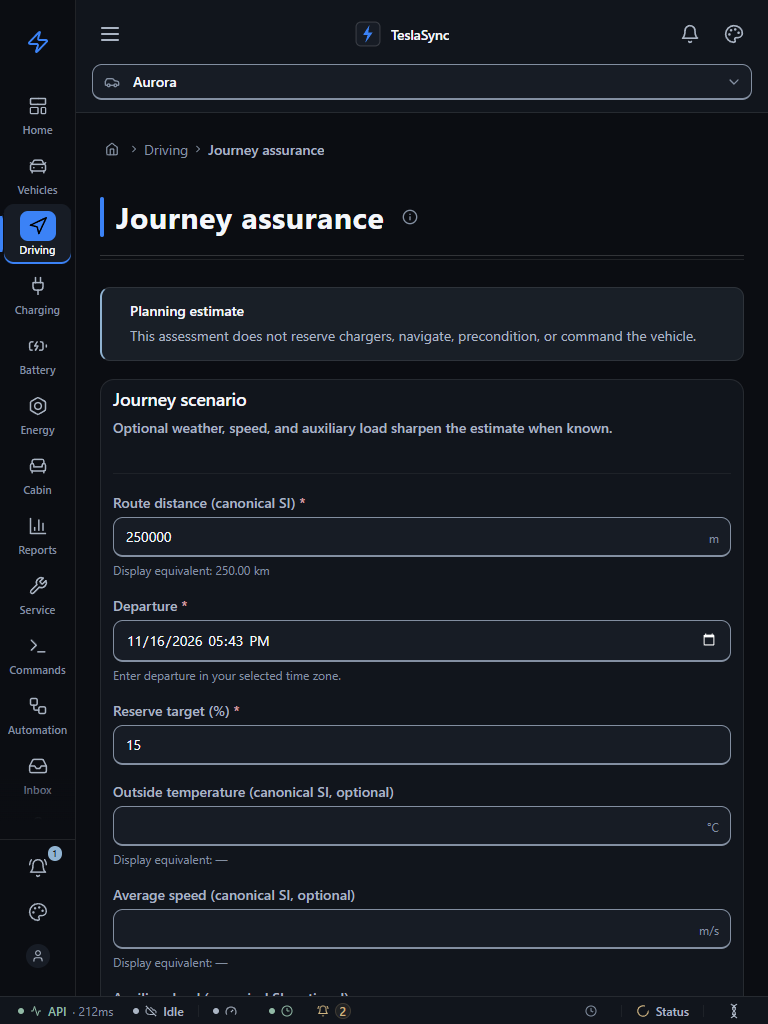 TeslaSync
Aurora
Home
Vehicles
Driving
Charging
Battery
Energy
Cabin
Reports
Service
Commands
Automation
Inbox
1
Driving
Journey assurance
Journey assurance
Planning estimate
This assessment does not reserve chargers, navigate, precondition, or command the vehicle.
Journey scenario
Optional weather, speed, and auxiliary load sharpen the estimate when known.
Route distance (canonical SI) *
250000 m
Display equivalent: 250.00 km
Departure *
11/16/2026 05:43 PM
Enter departure in your selected time zone.
Reserve target (%) *
15
Outside temperature (canonical SI, optional)
°C
Display equivalent: —
Average speed (canonical SI, optional)
m/s
Display equivalent: —
API · 212ms
Idle
2
Status